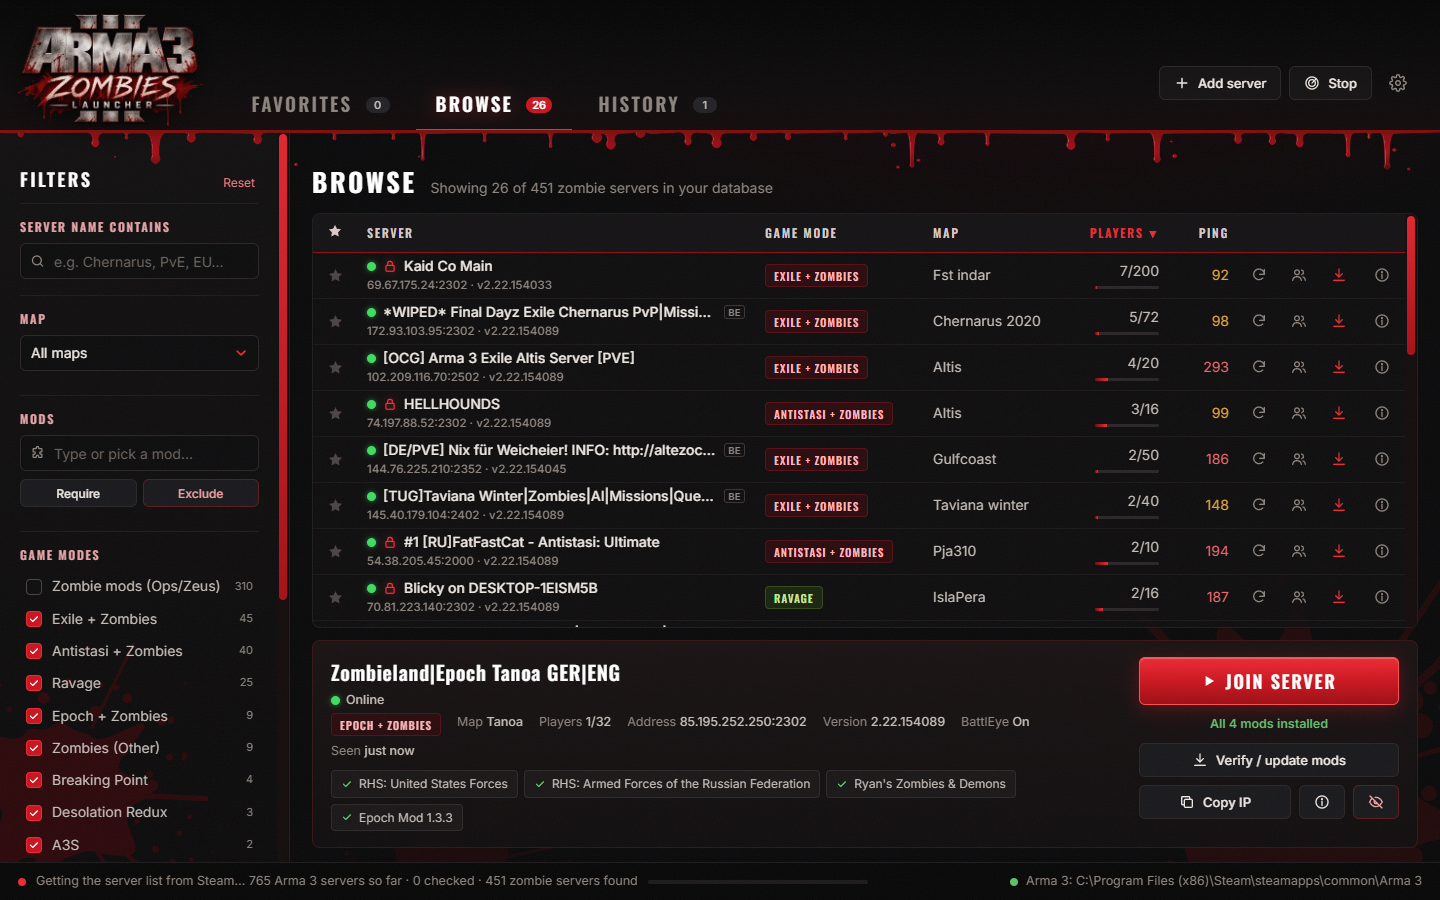 ARMA 3
ZOMBIES
LAUNCHER
FAVORITES 0
BROWSE 26
HISTORY 1
Add server
Stop
FILTERS
Reset
SERVER NAME CONTAINS
e.g. Chernarus, PvE, EU...
MAP
All maps
MODS
Type or pick a mod...
Require
Exclude
GAME MODES
Zombie mods (Ops/Zeus) 310
Exile + Zombies 45
Antistasi + Zombies 40
Ravage 25
Epoch + Zombies 9
Zombies (Other) 9
Breaking Point 4
Desolation Redux 3
A3S 2
BROWSE Showing 26 of 451 zombie servers in your database
SERVER GAME MODE MAP PLAYERS ▼ PING
Kaid Co Main
69.67.175.24:2302 · v2.22.154033
EXILE + ZOMBIES Fst indar 7/200 92
*WIPED* Final Dayz Exile Chernarus PvP|Missi... BE
172.93.103.95:2302 · v2.22.154089
EXILE + ZOMBIES Chernarus 2020 5/72 98
[OCG] Arma 3 Exile Altis Server [PVE]
102.209.116.70:2502 · v2.22.154089
EXILE + ZOMBIES Altis 4/20 293
HELLHOUNDS
74.197.88.52:2302 · v2.22.154089
ANTISTASI + ZOMBIES Altis 3/16 99
[DE/PVE] Nix für Weicheier! INFO: http://altezoc... BE
144.76.225.210:2352 · v2.22.154045
EXILE + ZOMBIES Gulfcoast 2/50 186
[TUG]Taviana Winter|Zombies|AI|Missions|Que... BE
145.40.179.104:2402 · v2.22.154089
EXILE + ZOMBIES Taviana winter 2/40 148
#1 [RU]FatFastCat - Antistasi: Ultimate
54.38.205.45:2000 · v2.22.154089
ANTISTASI + ZOMBIES Pja310 2/10 194
Blicky on DESKTOP-1EISM5B
70.81.223.140:2302 · v2.22.154089
RAVAGE IslaPera 2/16 187
Zombieland|Epoch Tanoa GER|ENG
Online
EPOCH + ZOMBIES Map Tanoa Players 1/32 Address 85.195.252.250:2302 Version 2.22.154089 BattlEye On
Seen just now
RHS: United States Forces
RHS: Armed Forces of the Russian Federation
Ryan's Zombies & Demons
Epoch Mod 1.3.3
JOIN SERVER
All 4 mods installed
Verify / update mods
Copy IP
Getting the server list from Steam... 765 Arma 3 servers so far · 0 checked · 451 zombie servers found
Arma 3: C:\Program Files (x86)\Steam\steamapps\common\Arma 3